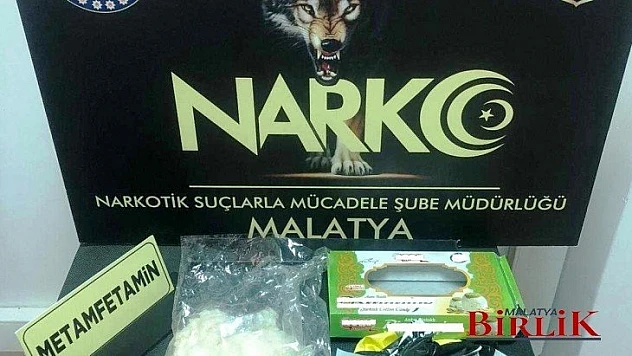 NARKO
NARKOTİK SUÇLARLA MÜCADELE ŞUBE MÜDÜRLÜĞÜ
MALATYA
METAMFETAMİN
MALATYA
BİRLİK